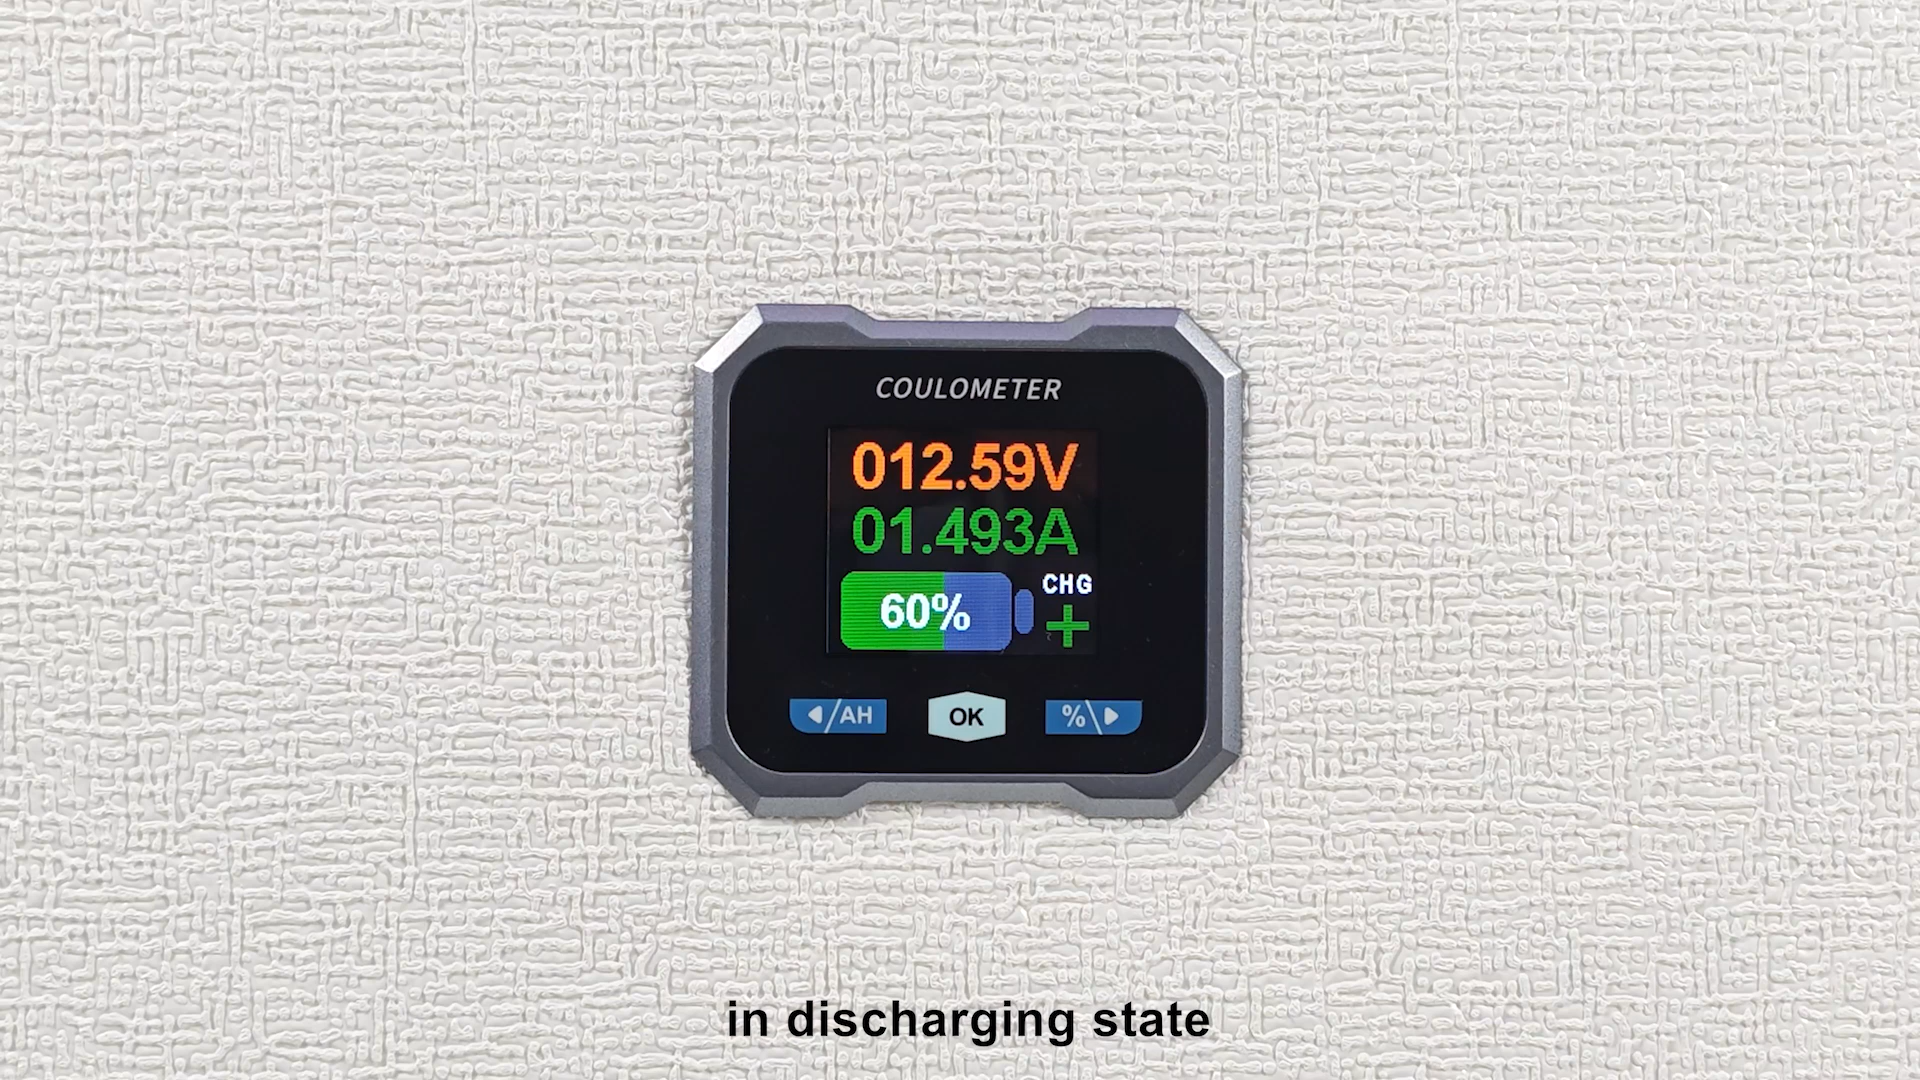 COULOMETER
012.59V
01.493A
60%
CHG
+
/AH
OK
%\
in discharging state